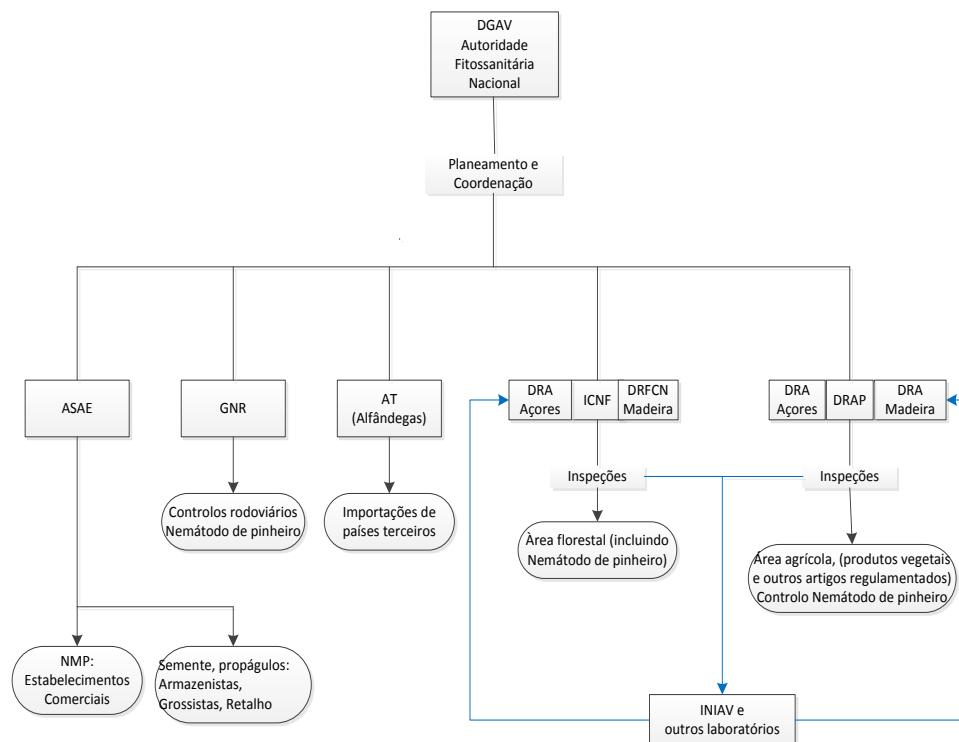 DGAV
Autoridade
Fitossanitária
Nacional
Planeamento e
Coordenação
ASAE
GNR
AT
(Alfândegas)
DRA
Açores
ICNF
DRFCN
Madeira
DRA
Açores
DRAP
DRA
Madeira
Inspeções
Inspeções
Controlos rodoviários
Nemátodo de pinheiro
Importações de
países terceiros
Àrea florestal (incluindo
Nemátodo de pinheiro)
Área agrícola, (produtos vegetais
e outros artigos regulamentados)
Controlo Nemátodo de pinheiro
NMP:
Estabelecimentos
Comerciais
Semente, propágulos:
Armazenistas,
Grossistas, Retalho
INIAV e
outros laboratórios